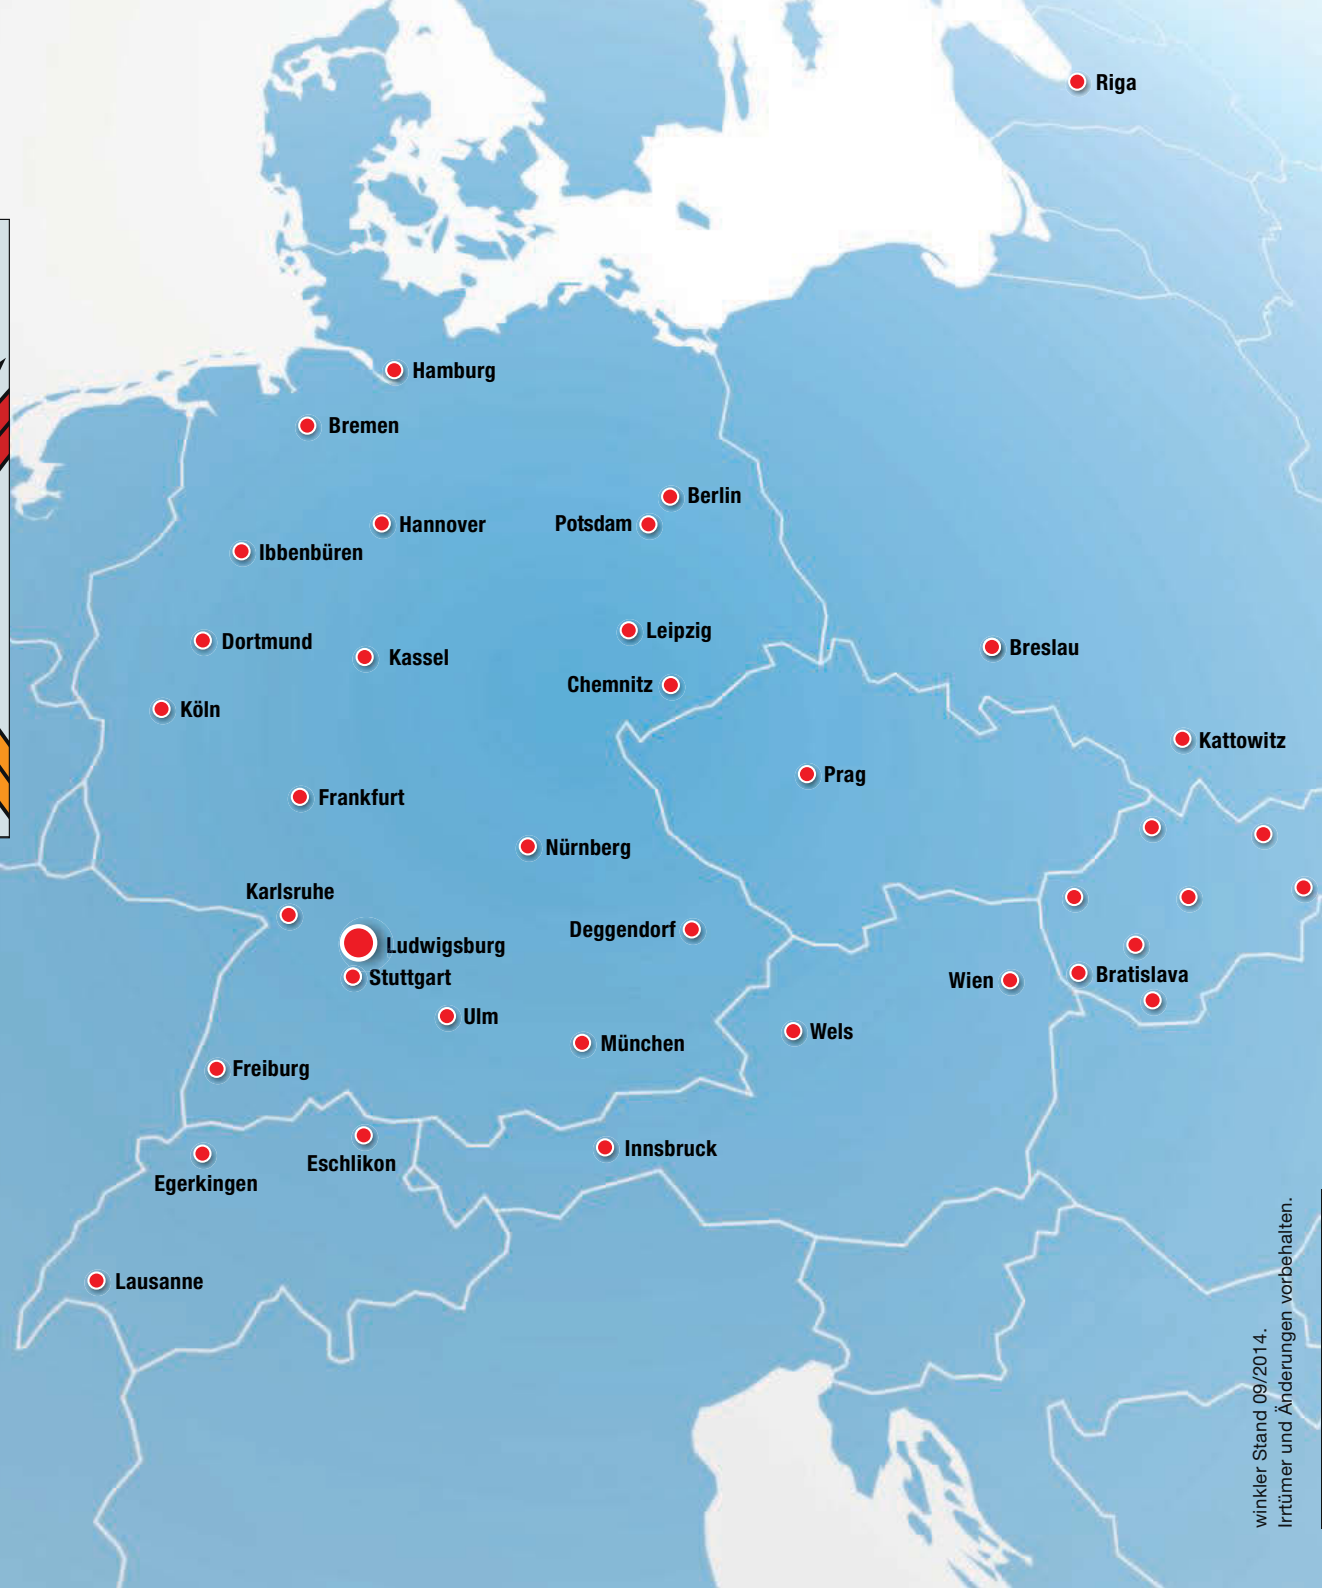 Riga
Hamburg
Bremen
Berlin
Hannover
Potsdam
Ibbenbüren
Leipzig
Dortmund
Kassel
Breslau
Chemnitz
Köln
Kattowitz
Prag
Frankfurt
Nürnberg
Karlsruhe
Deggendorf
Ludwigsburg
Stuttgart
Bratislava
Wien
Ulm
Wels
München
Freiburg
Innsbruck
Eschlikon
Egerkingen
Lausanne
winkler Stand 09/2014.
Irrtümer und Änderungen vorbehalten.